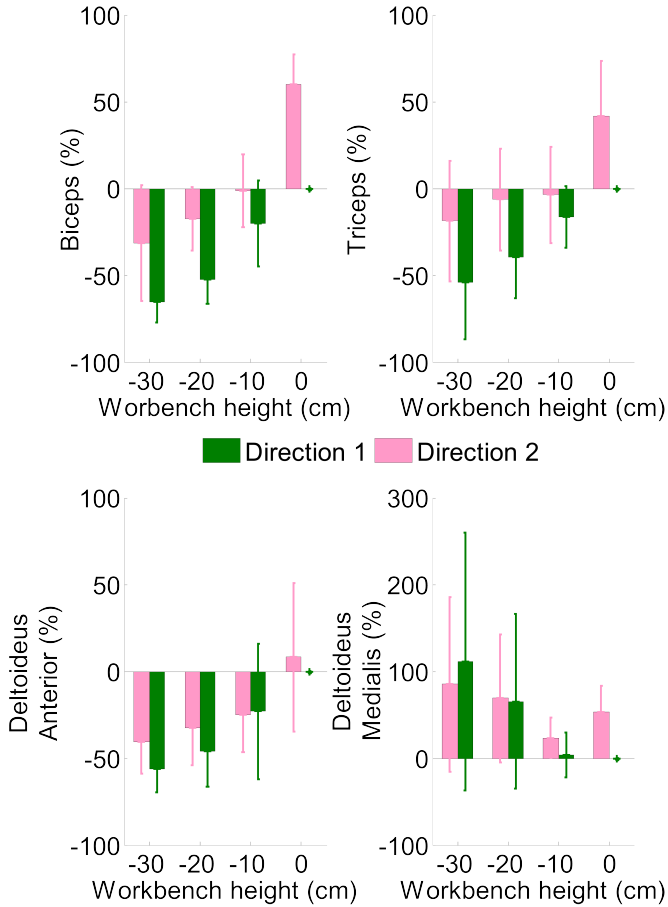 100
50
0
-50
-100
Biceps (%)
-30 -20 -10 0
Worbench height (cm)
100
50
0
-50
-100
Triceps (%)
-30 -20 -10 0
Workbench height (cm)
Direction 1 Direction 2
100
50
0
-50
-100
Deltoideus
Anterior (%)
-30 -20 -10 0
Workbench height (cm)
300
200
100
0
-100
Deltoideus
Medialis (%)
-30 -20 -10 0
Workbench height (cm)